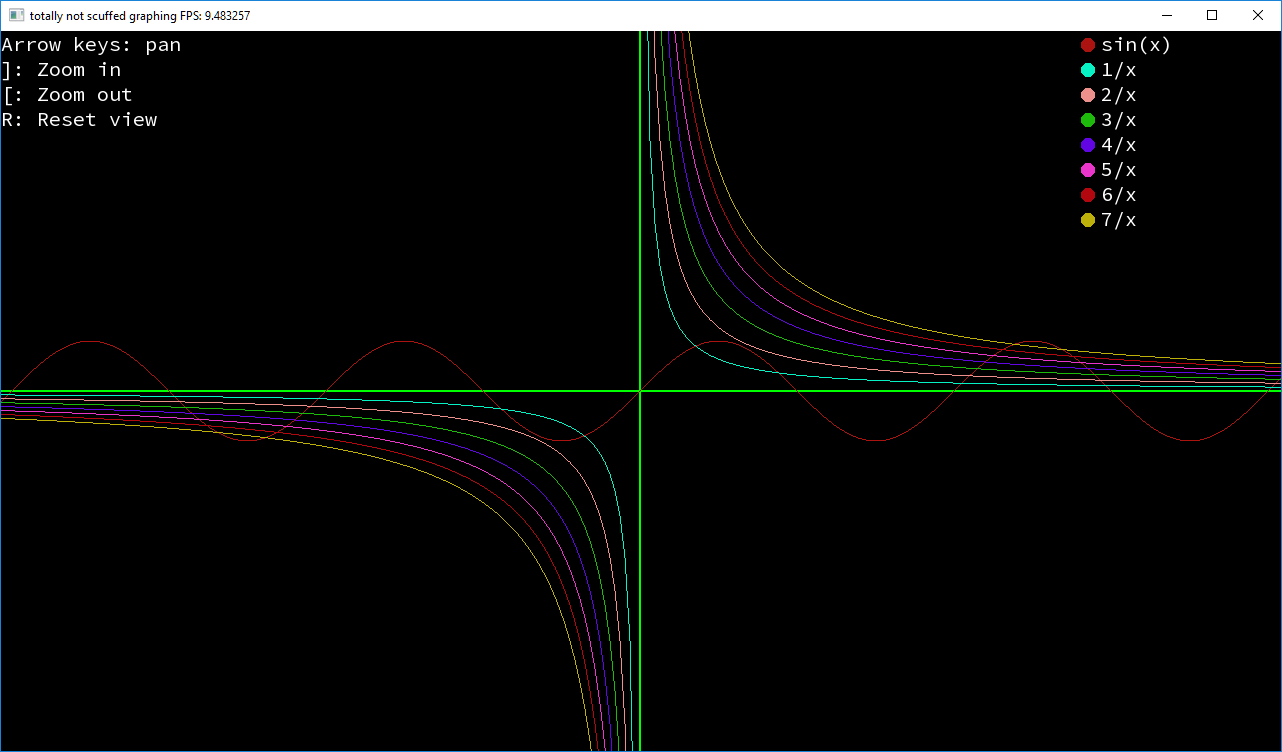 totally not scuffed graphing FPS: 9.483257
Arrow keys: pan
]: Zoom in
[: Zoom out
R: Reset view
sin(x)
1/x
2/x
3/x
4/x
5/x
6/x
7/x